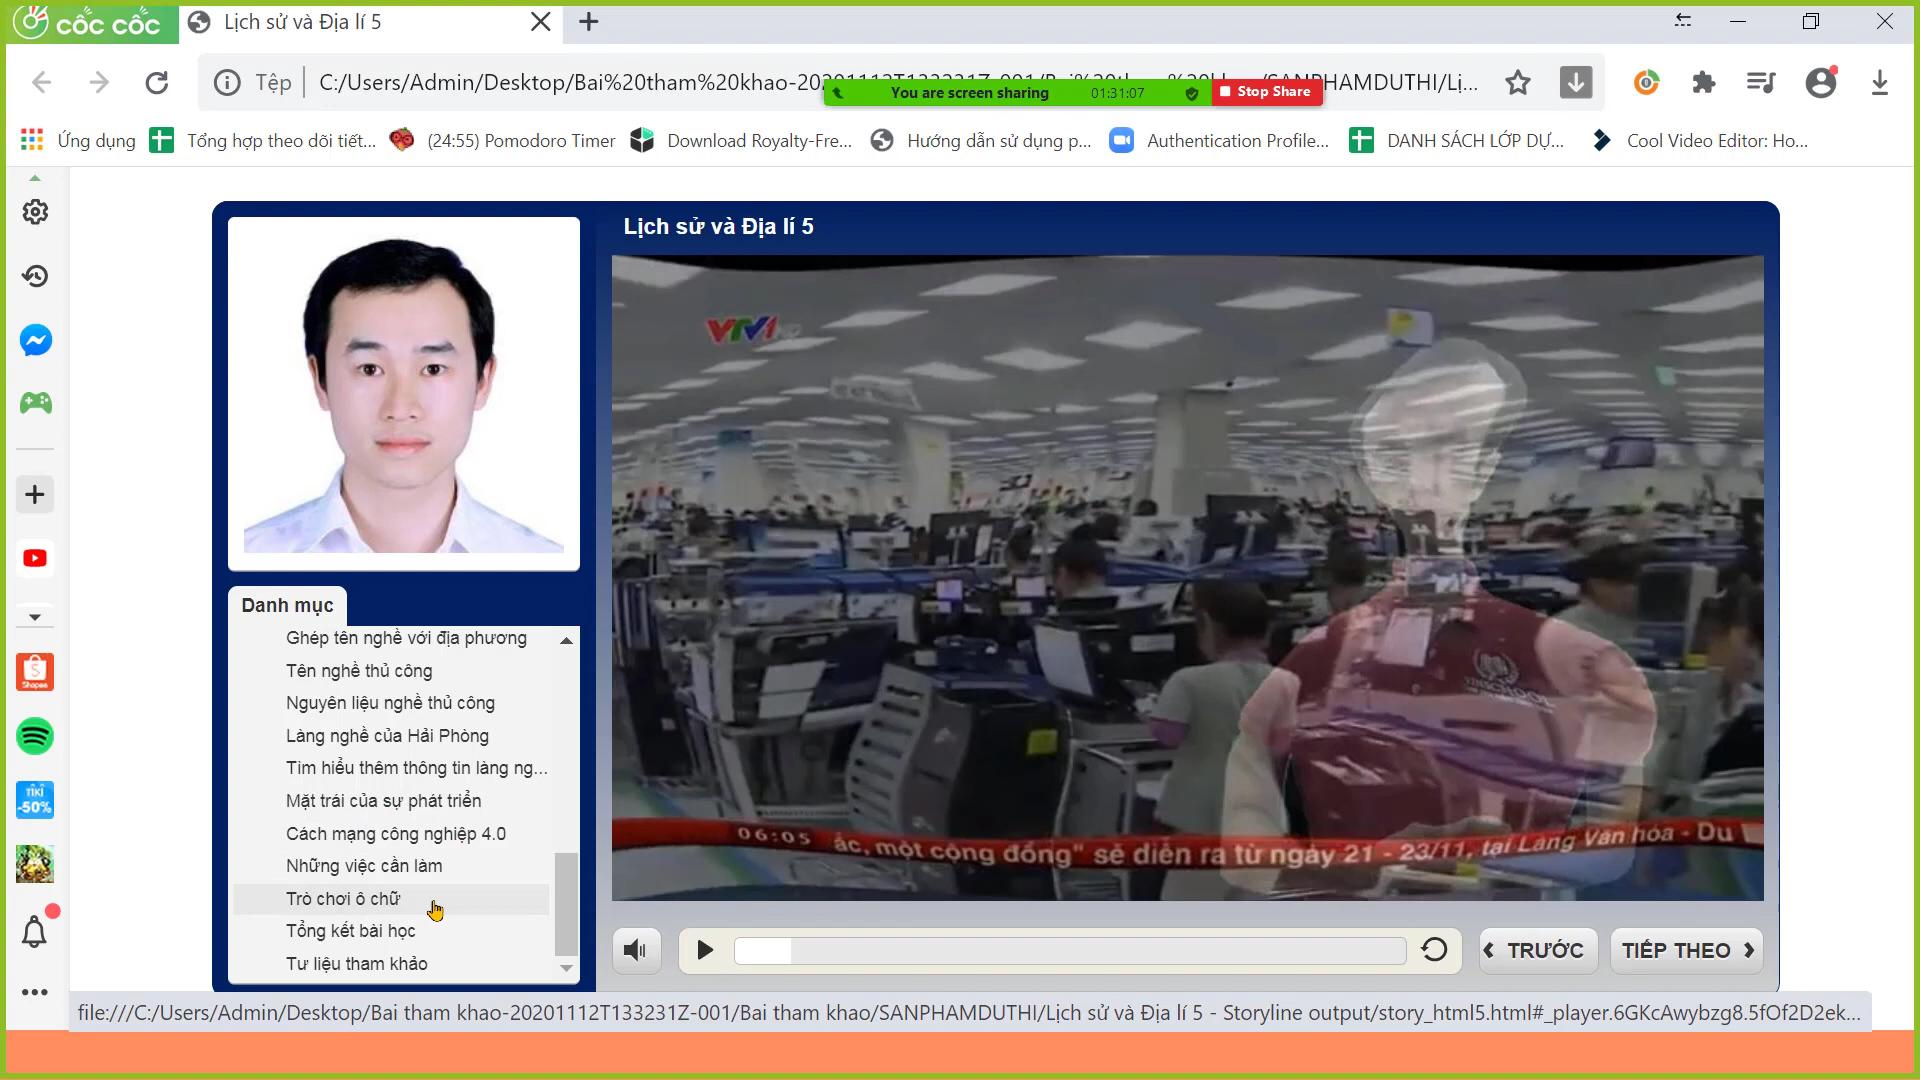 cốc cốc
Lịch sử và Địa lí 5
Tệp
C:/Users/Admin/Desktop/Bai%20tham%20khao-20201112T133231Z-001/Bai%20tham%20khao/SANPHAMDUTHI/Lị...
You are screen sharing
01:31:07
Stop Share
Ứng dụng
Tổng hợp theo dõi tiết...
(24:55) Pomodoro Timer
Download Royalty-Fre...
Hướng dẫn sử dụng p...
Authentication Profile...
DANH SÁCH LỚP DỰ...
Cool Video Editor: Ho...
Lịch sử và Địa lí 5
VTV1
VINSCHOOL
06:05
ác, một cộng đồng" sẽ diễn ra từ ngày 21 - 23/11, tại Làng Văn hóa - Du
Danh mục
Ghép tên nghề với địa phương
Tên nghề thủ công
Nguyên liệu nghề thủ công
Làng nghề của Hải Phòng
Tìm hiểu thêm thông tin làng ng...
Mặt trái của sự phát triển
Cách mạng công nghiệp 4.0
Những việc cần làm
Trò chơi ô chữ
Tổng kết bài học
Tư liệu tham khảo
Shopee
TIKI
-50%
TRƯỚC
TIẾP THEO
file:///C:/Users/Admin/Desktop/Bai tham khao-20201112T133231Z-001/Bai tham khao/SANPHAMDUTHI/Lịch sử và Địa lí 5 - Storyline output/story_html5.html#_player.6GKcAwybzg8.5fOf2D2ek...